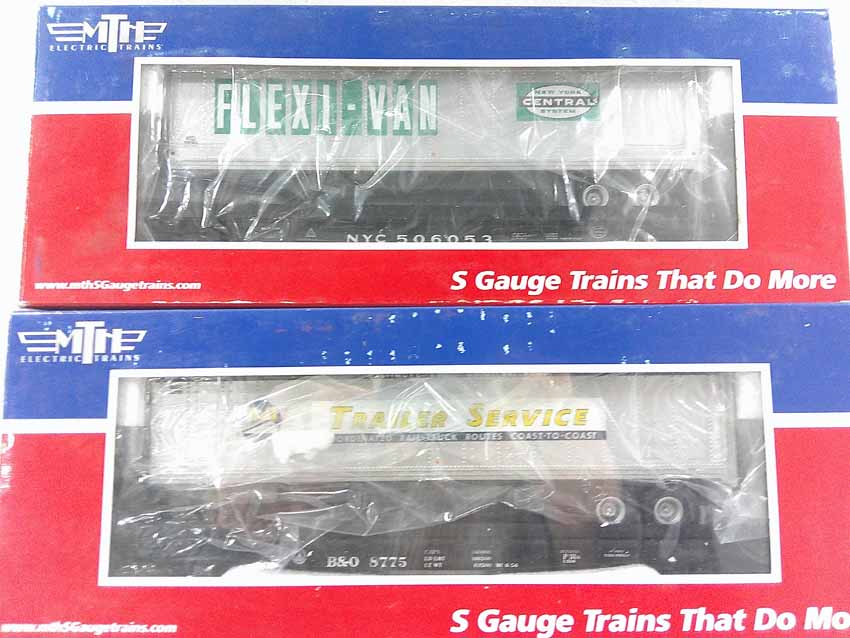 MTH
ELECTRIC TRAINS
FLEXI-VAN
NEW YORK
CENTRAL
SYSTEM
NYC 506053
www.mthSGaugetrains.com
S Gauge Trains That Do More
MTH
ELECTRIC TRAINS
TRAILER SERVICE
RAIL-TRUCK ROUTES COAST-TO-COAST
B&O 8775
www.mthSGaugetrains.com
S Gauge Trains That Do Mo